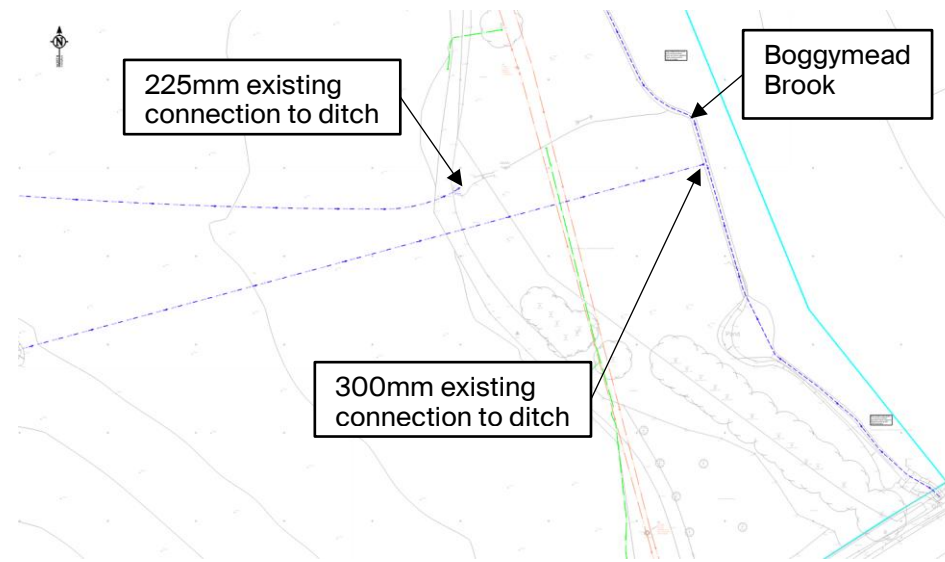 N
225mm existing
connection to ditch
Boggymead
Brook
300mm existing
connection to ditch